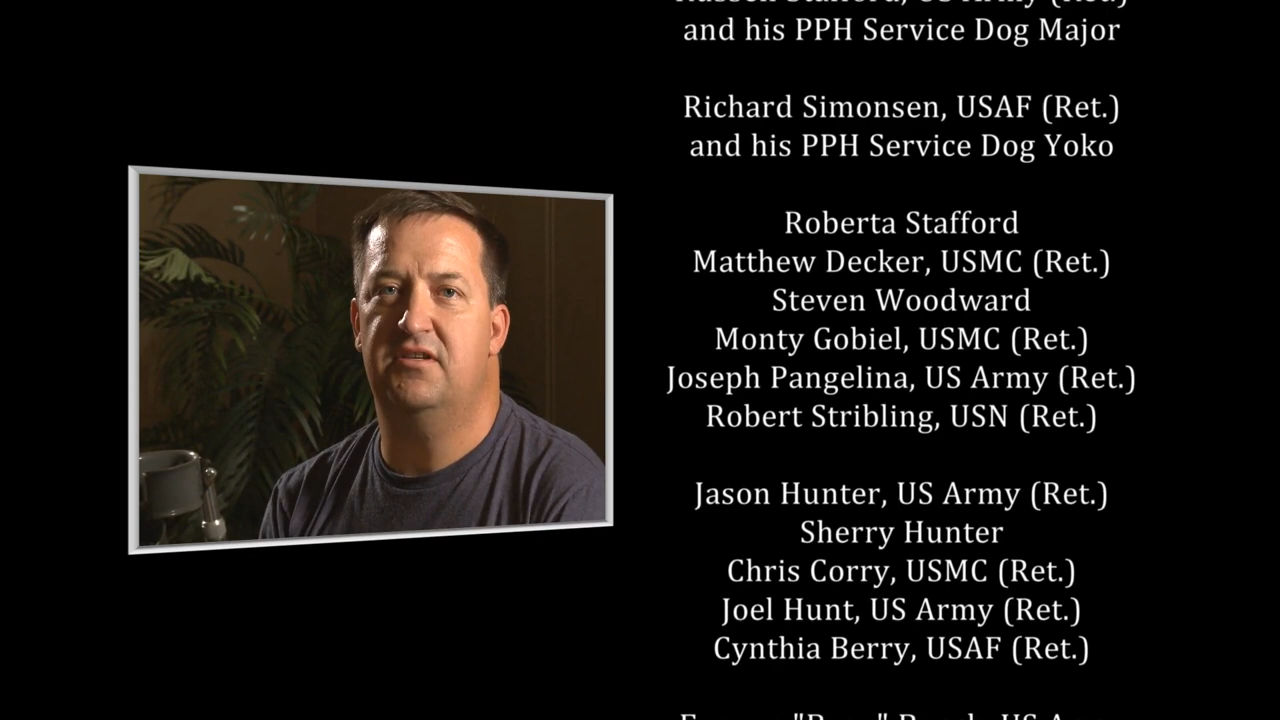 and his PPH Service Dog Major
Richard Simonsen, USAF (Ret.)
and his PPH Service Dog Yoko
Roberta Stafford
Matthew Decker, USMC (Ret.)
Steven Woodward
Monty Gobiel, USMC (Ret.)
Joseph Pangelina, US Army (Ret.)
Robert Stribling, USN (Ret.)
Jason Hunter, US Army (Ret.)
Sherry Hunter
Chris Corry, USMC (Ret.)
Joel Hunt, US Army (Ret.)
Cynthia Berry, USAF (Ret.)